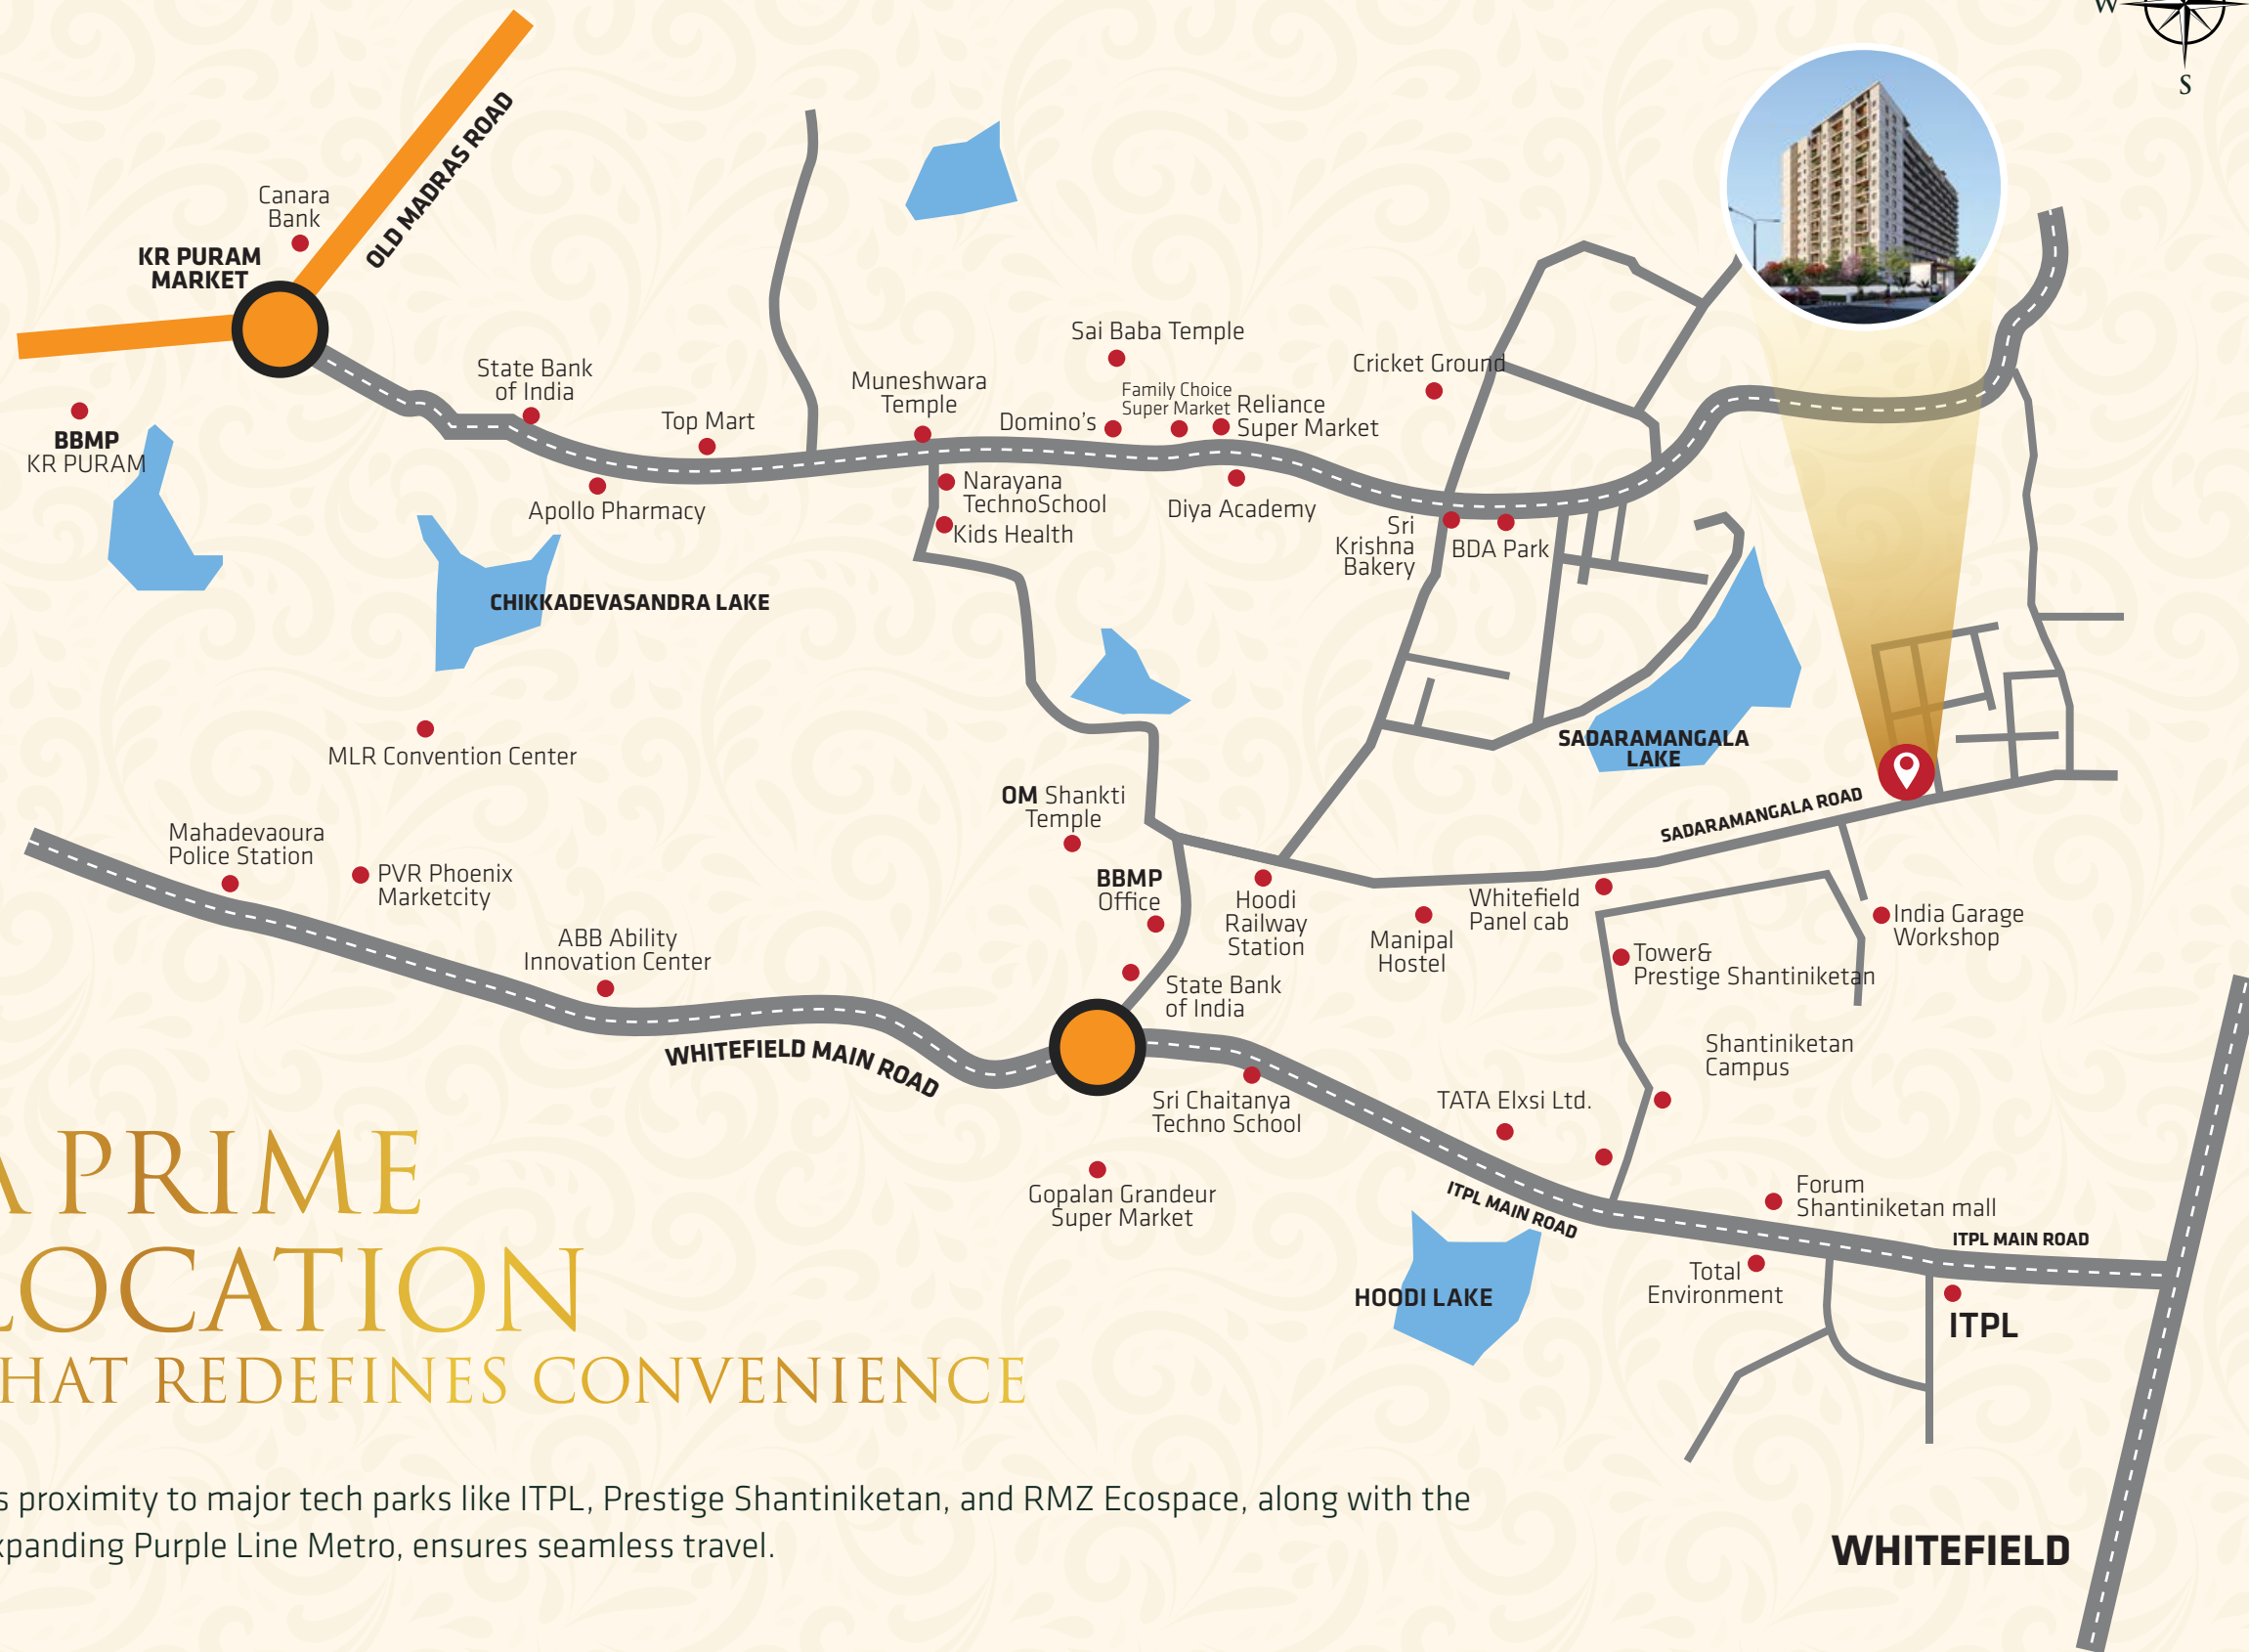 W
S
OLD MADRAS ROAD
Canara
Bank
KR PURAM
MARKET
BBMP
KR PURAM
State Bank
of India
Top Mart
Apollo Pharmacy
Muneshwara
Temple
Sai Baba Temple
Domino's
Family Choice
Super Market
Reliance
Super Market
Cricket Ground
Narayana
TechnoSchool
Kids Health
Diya Academy
Sri
Krishna
Bakery
BDA Park
CHIKKADEVASANDRA LAKE
MLR Convention Center
SADARAMANGALA
LAKE
SADARAMANGALA ROAD
OM Shankti
Temple
Mahadevaoura
Police Station
PVR Phoenix
Marketcity
BBMP
Office
Hoodi
Railway
Station
Manipal
Hostel
Whitefield
Panel cab
India Garage
Workshop
Tower&
Prestige Shantiniketan
ABB Ability
Innovation Center
State Bank
of India
WHITEFIELD MAIN ROAD
Shantiniketan
Campus
Sri Chaitanya
Techno School
TATA Elxsi Ltd.
Gopalan Grandeur
Super Market
ITPL MAIN ROAD
Forum
Shantiniketan mall
ITPL MAIN ROAD
Total
Environment
HOODI LAKE
ITPL
A PRIME
LOCATION
HAT REDEFINES CONVENIENCE
s proximity to major tech parks like ITPL, Prestige Shantiniketan, and RMZ Ecospace, along with the
xpanding Purple Line Metro, ensures seamless travel.
WHITEFIELD